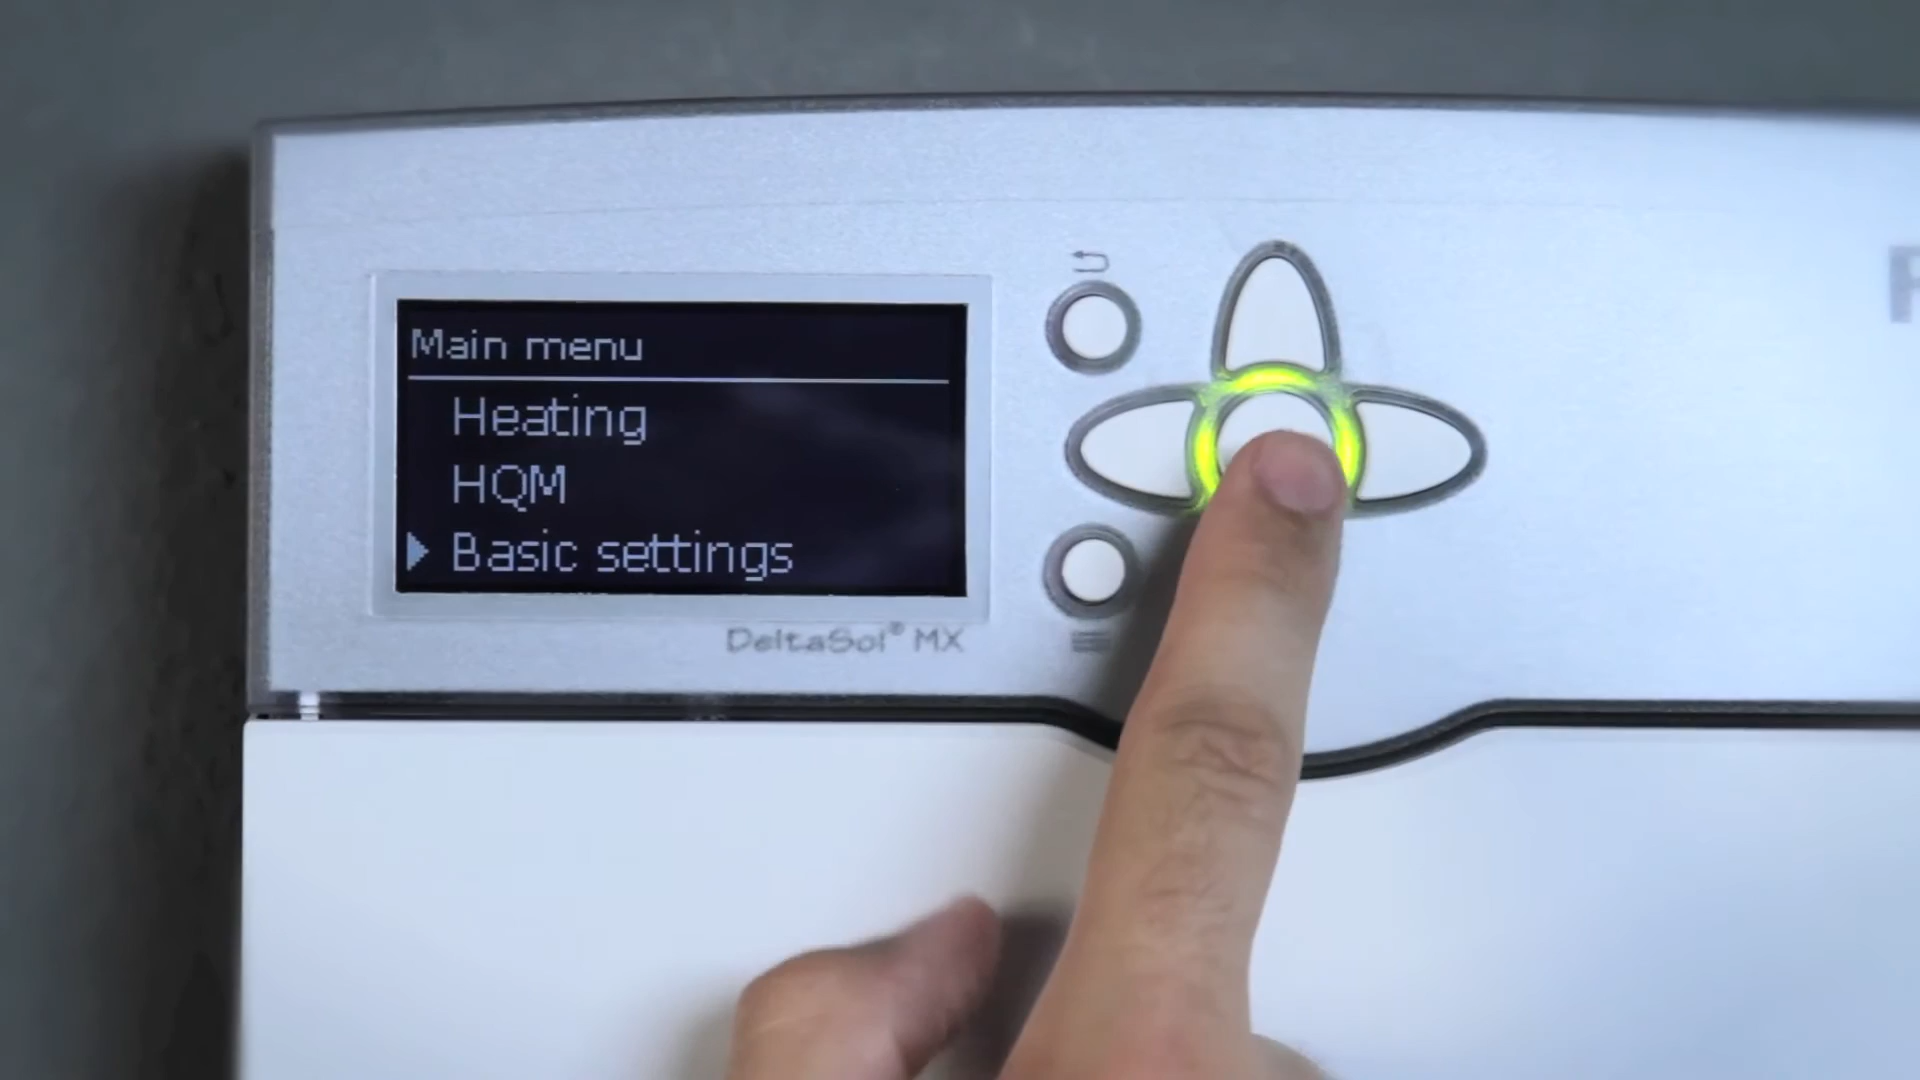 Main menu
Heating
HQM
Basic settings
DeltaSol® MX